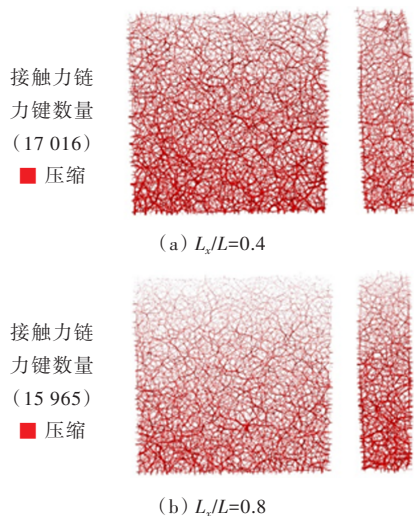 接触力链
力键数量
(17 016)
压缩
(a) Lx/L=0.4
接触力链
力键数量
(15 965)
压缩
(b) Lx/L=0.8